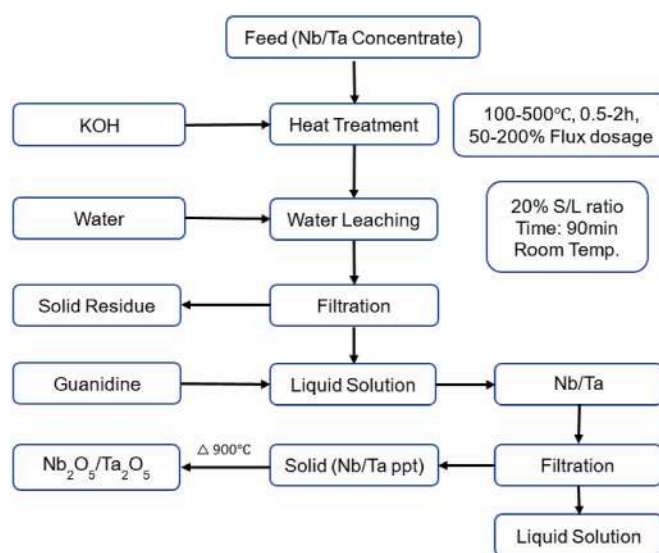 Feed (Nb/Ta Concentrate)
KOH
Heat Treatment
100-500℃, 0.5-2h,
50-200% Flux dosage
Water
Water Leaching
20% S/L ratio
Time: 90min
Room Temp.
Solid Residue
Filtration
Guanidine
Liquid Solution
Nb/Ta
Nb₂O₅/Ta₂O₅
△ 900℃
Solid (Nb/Ta ppt)
Filtration
Liquid Solution